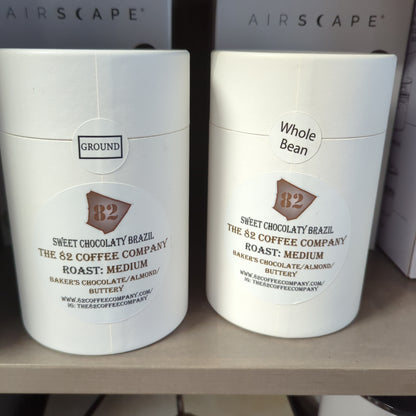 AIRSCAPE®
AIRSCAPE®
GROUND
82
SWEET CHOCOLATY BRAZIL
THE 82 COFFEE COMPANY
ROAST: MEDIUM
BAKER'S CHOCOLATE/ALMOND/
BUTTERY
WWW.82COFFEECOMPANY.COM/
IG: THE82COFFEECOMPANY
Whole
Bean
82
SWEET CHOCOLATY BRAZIL
THE 82 COFFEE COMPANY
ROAST: MEDIUM
BAKER'S CHOCOLATE/ALMOND/
BUTTERY
WWW.82COFFEECOMPANY.COM/
IG: THE82COFFEECOMPANY